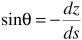 sinθ = -dz/ds